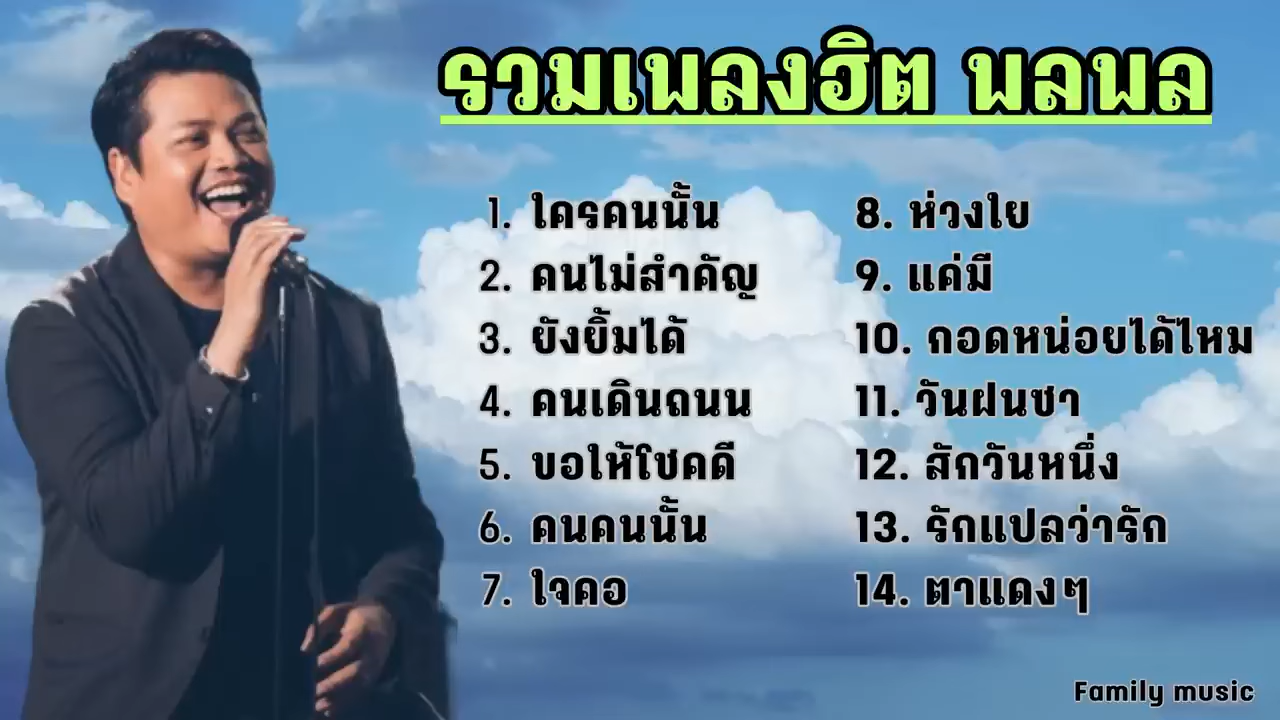 รวมเพลงฮิต พลพล
1. ใครคนนั้น
2. คนไม่สำคัญ
3. ยังยิ้มได้
4. คนเดินถนน
5. ขอให้โชคดี
6. คนคนนั้น
7. ใจคอ
8. ห่วงใย
9. แค่มี
10. กอดหน่อยได้ไหม
11. วันฝนซา
12. สักวันหนึ่ง
13. รักแปลว่ารัก
14. ตาแดงๆ
Family music